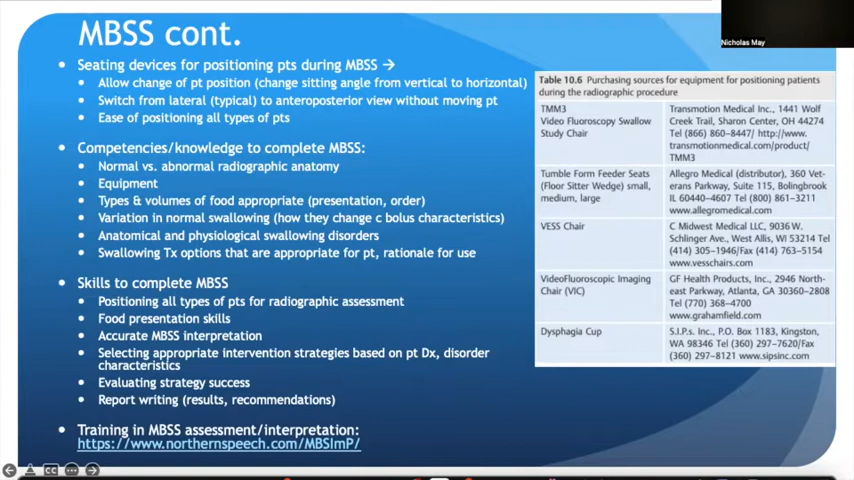 Nicholas May
MBSS cont.
Seating devices for positioning pts during MBSS →
Allow change of pt position (change sitting angle from vertical to horizontal)
Switch from lateral (typical) to anteroposterior view without moving pt
Ease of positioning all types of pts
Competencies/knowledge to complete MBSS:
Normal vs. abnormal radiographic anatomy
Equipment
Types & volumes of food appropriate (presentation, order)
Variation in normal swallowing (how they change c bolus characteristics)
Anatomical and physiological swallowing disorders
Swallowing Tx options that are appropriate for pt, rationale for use
Skills to complete MBSS
Positioning all types of pts for radiographic assessment
Food presentation skills
Accurate MBSS interpretation
Selecting appropriate intervention strategies based on pt Dx, disorder
characteristics
Evaluating strategy success
Report writing (results, recommendations)
Training in MBSS assessment/interpretation:
https://www.northernspeech.com/MBSImP/
Table 10.6 Purchasing sources for equipment for positioning patients
during the radiographic procedure
TMM3
Video Fluoroscopy Swallow
Study Chair
Transmotion Medical Inc., 1441 Wolf
Creek Trail, Sharon Center, OH 44274
Tel (866) 860–8447/ http://www.
transmotionmedical.com/product/
TMM3
Tumble Form Feeder Seats
(Floor Sitter Wedge) small,
medium, large
Allegro Medical (distributor), 360 Vet-
erans Parkway, Suite 115, Bolingbrook
IL 60440–4607 Tel (800) 861–3211
www.allegromedical.com
VESS Chair
C Midwest Medical LLC, 9036 W.
Schlinger Ave., West Allis, WI 53214 Tel
(414) 305–1946/Fax (414) 763–5154
www.vesschairs.com
VideoFluoroscopic Imaging
Chair (VIC)
GF Health Products, Inc., 2946 North-
east Parkway, Atlanta, GA 30360–2808
Tel (770) 368–4700
www.grahamfield.com
Dysphagia Cup
S.I.P.s. Inc., P.O. Box 1183, Kingston,
WA 98346 Tel (360) 297–7620/Fax
(360) 297–8121 www.sipsinc.com
CC